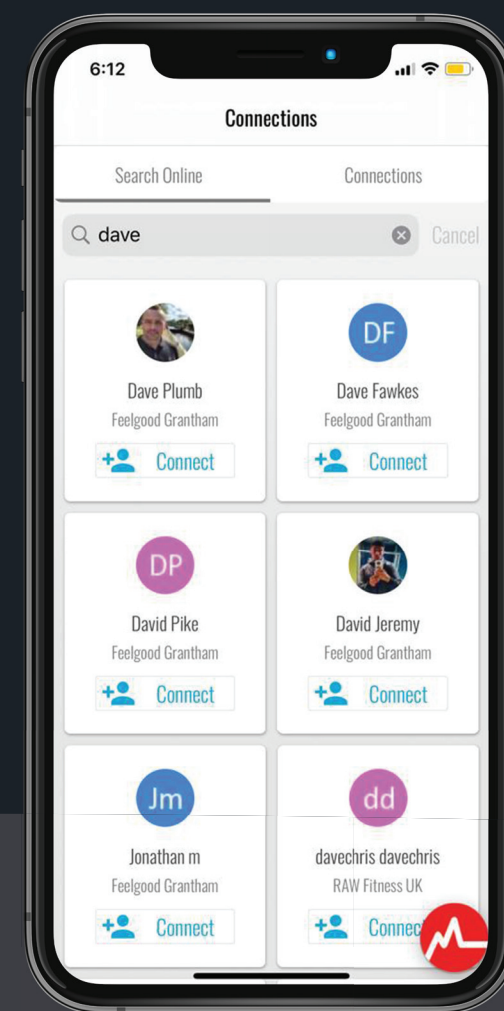 6:12
Connections
Search Online
Connections
dave
Cancel
Dave Plumb
Feelgood Grantham
Connect
DF
Dave Fawkes
Feelgood Grantham
Connect
DP
David Pike
Feelgood Grantham
Connect
David Jeremy
Feelgood Grantham
Connect
Jm
Jonathan m
Feelgood Grantham
Connect
dd
davechris davechris
RAW Fitness UK
Connec